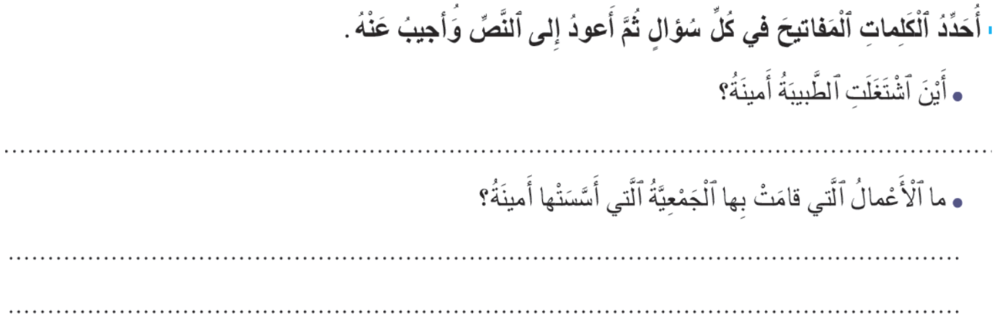 أُحَدِّدُ ٱلْكَلِماتِ ٱلْمَفاتيحَ في كُلِّ سُؤالٍ ثُمَّ أَعودُ إِلى ٱلنَّصِّ وَأُجيبُ عَنْهُ .
• أَيْنَ ٱشْتَغَلَتِ ٱلطَّبيبَةُ أَمينَةُ؟
................................................................
• ما ٱلْأَعْمالُ ٱلَّتي قامَتْ بِها ٱلْجَمْعِيَّةُ ٱلَّتي أَسَّسَتْها أَمينَةُ؟
................................................................
................................................................